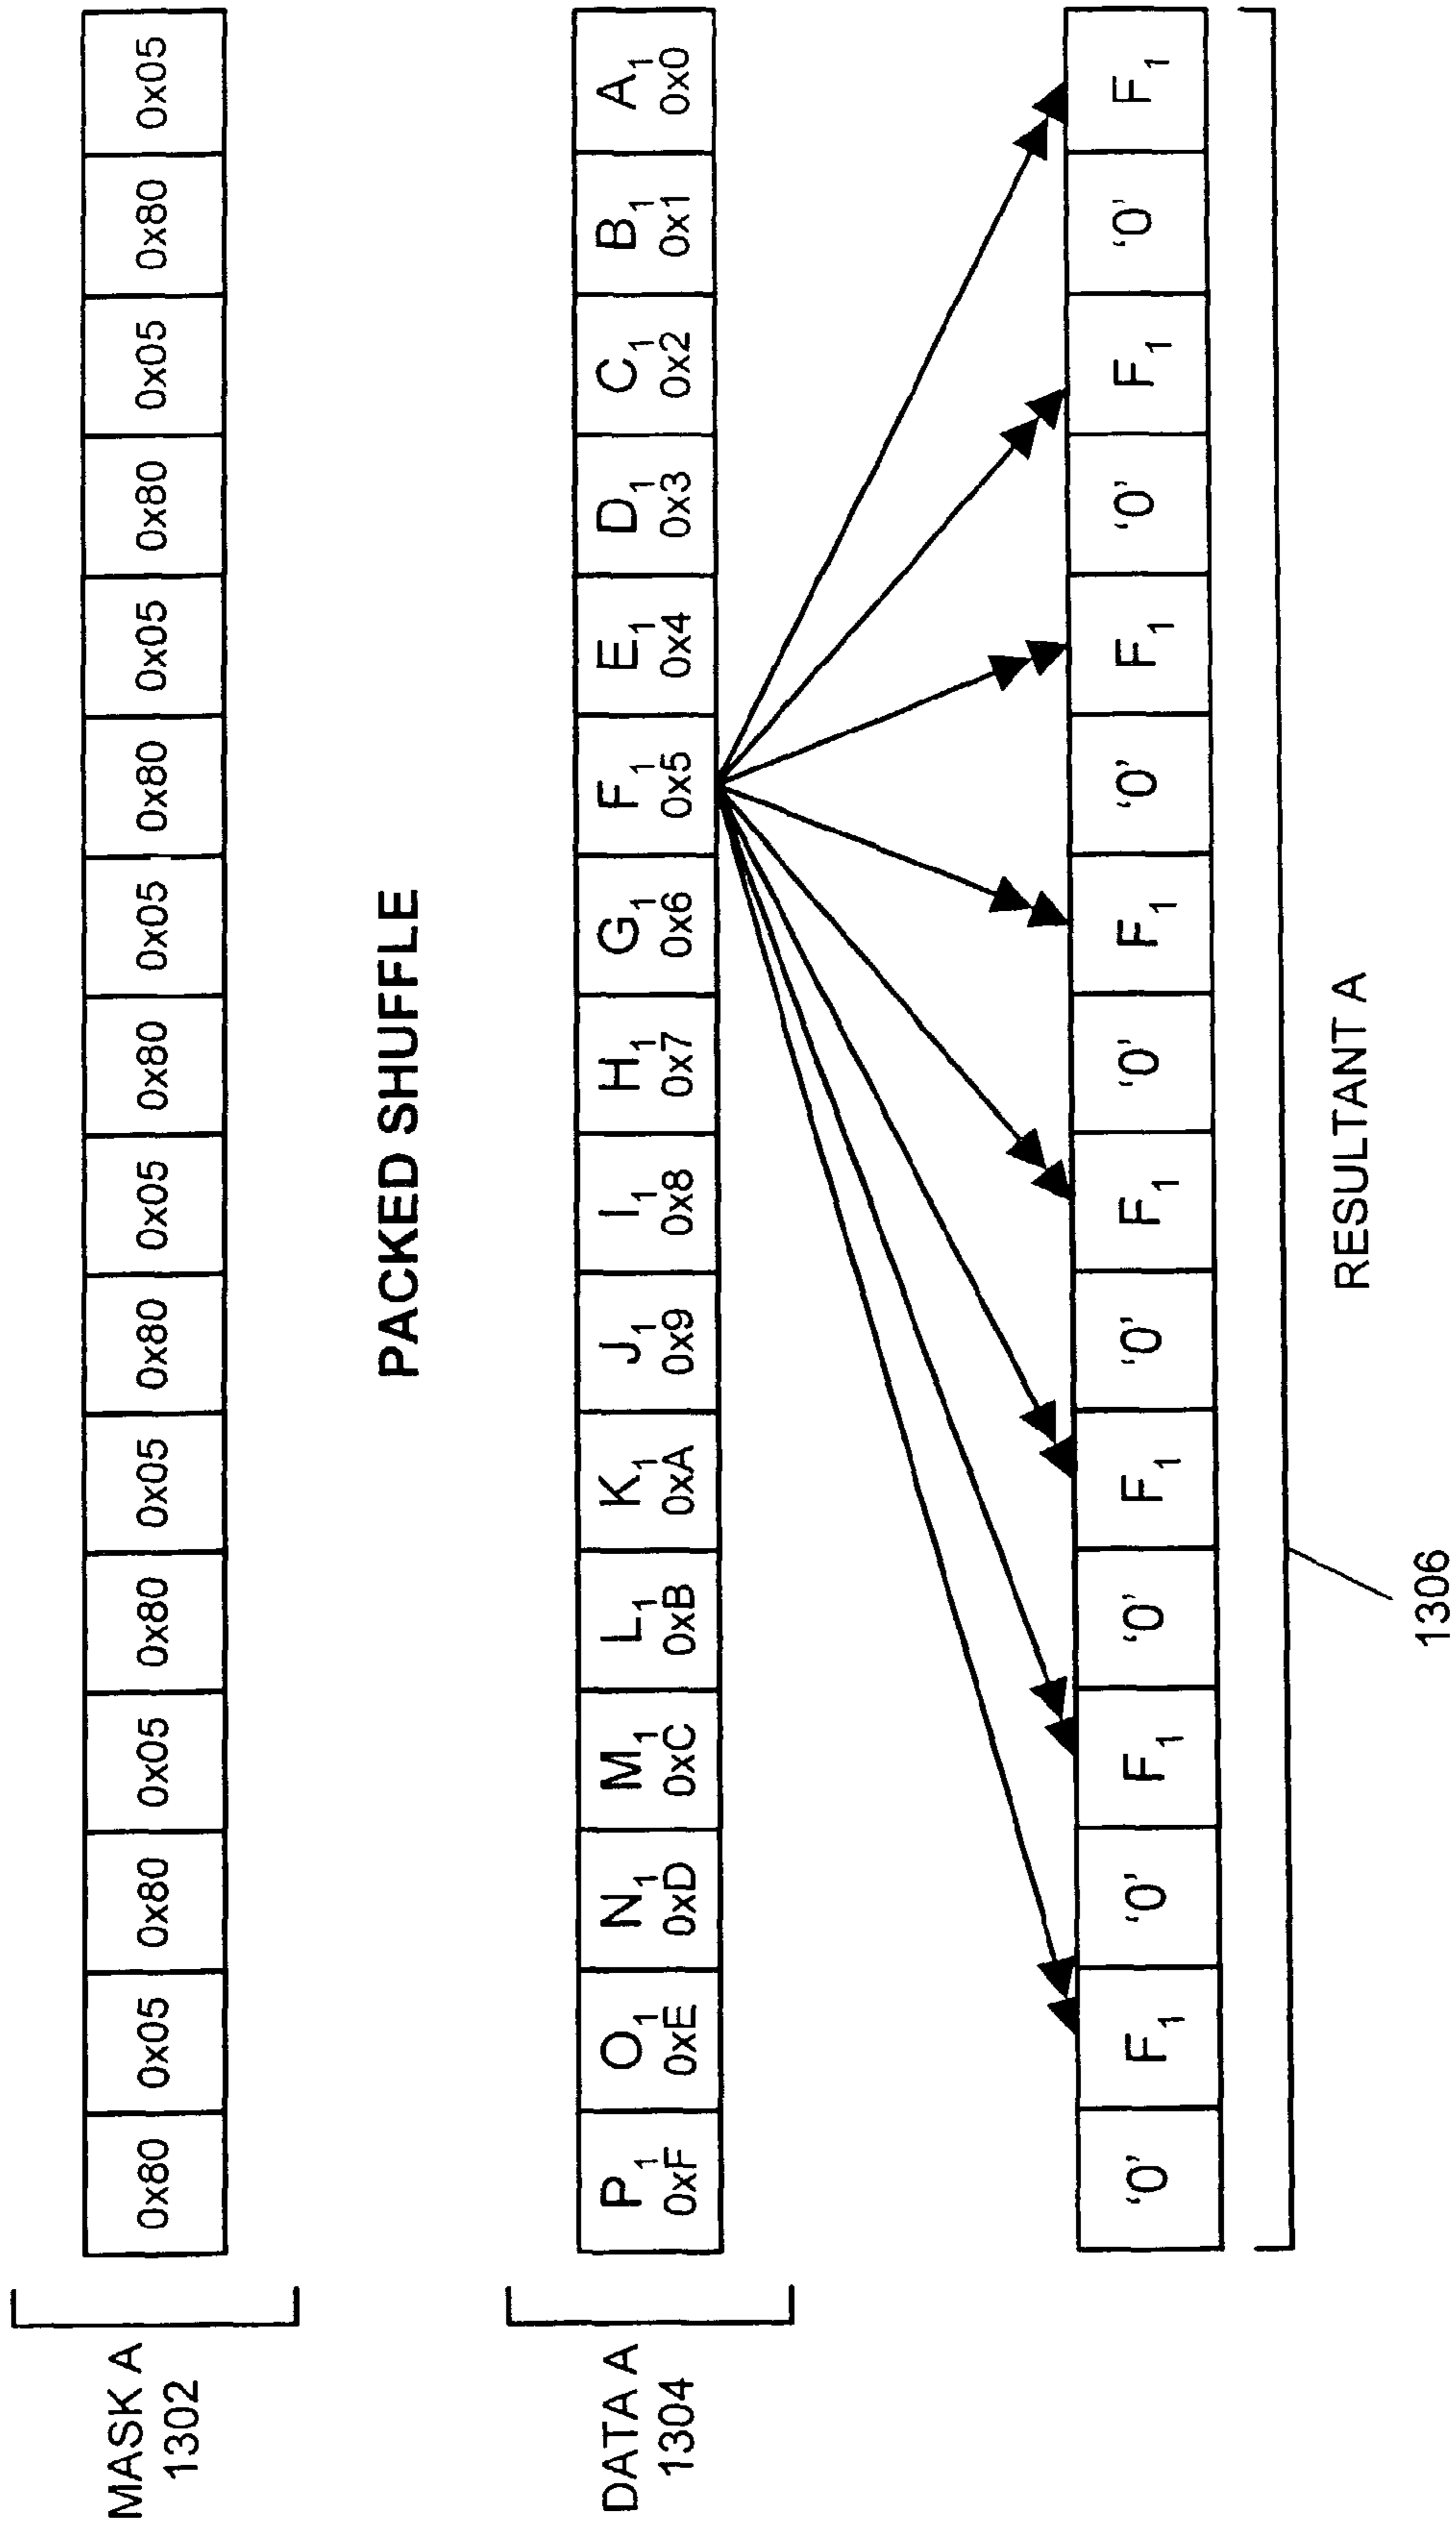 MASK A
1302
0x80 0x05 0x80 0x05 0x80 0x05 0x80 0x05 0x80 0x05 0x80 0x05 0x80 0x05 0x80 0x05
PACKED SHUFFLE
DATA A
1304
P₁ O₁ N₁ M₁ L₁ K₁ J₁ I₁ H₁ G₁ F₁ E₁ D₁ C₁ B₁ A₁
0xF 0xE 0xD 0xC 0xB 0xA 0x9 0x8 0x7 0x6 0x5 0x4 0x3 0x2 0x1 0x0
‘0’ F₁ ‘0’ F₁ ‘0’ F₁ ‘0’ F₁ ‘0’ F₁ ‘0’ F₁ ‘0’ F₁ ‘0’ F₁
RESULTANT A
1306